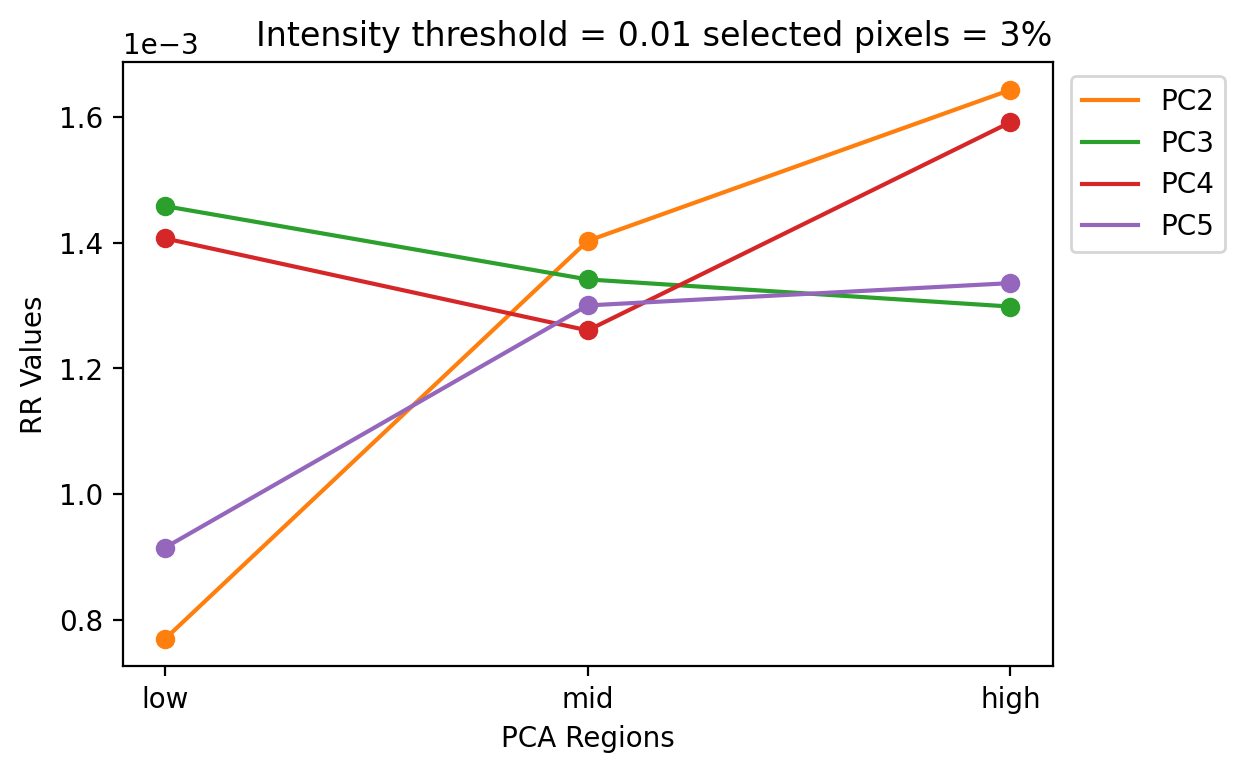 Intensity threshold = 0.01 selected pixels = 3%
1e−3
1.6
1.4
1.2
1.0
0.8
RR Values
low
mid
high
PCA Regions
PC2
PC3
PC4
PC5